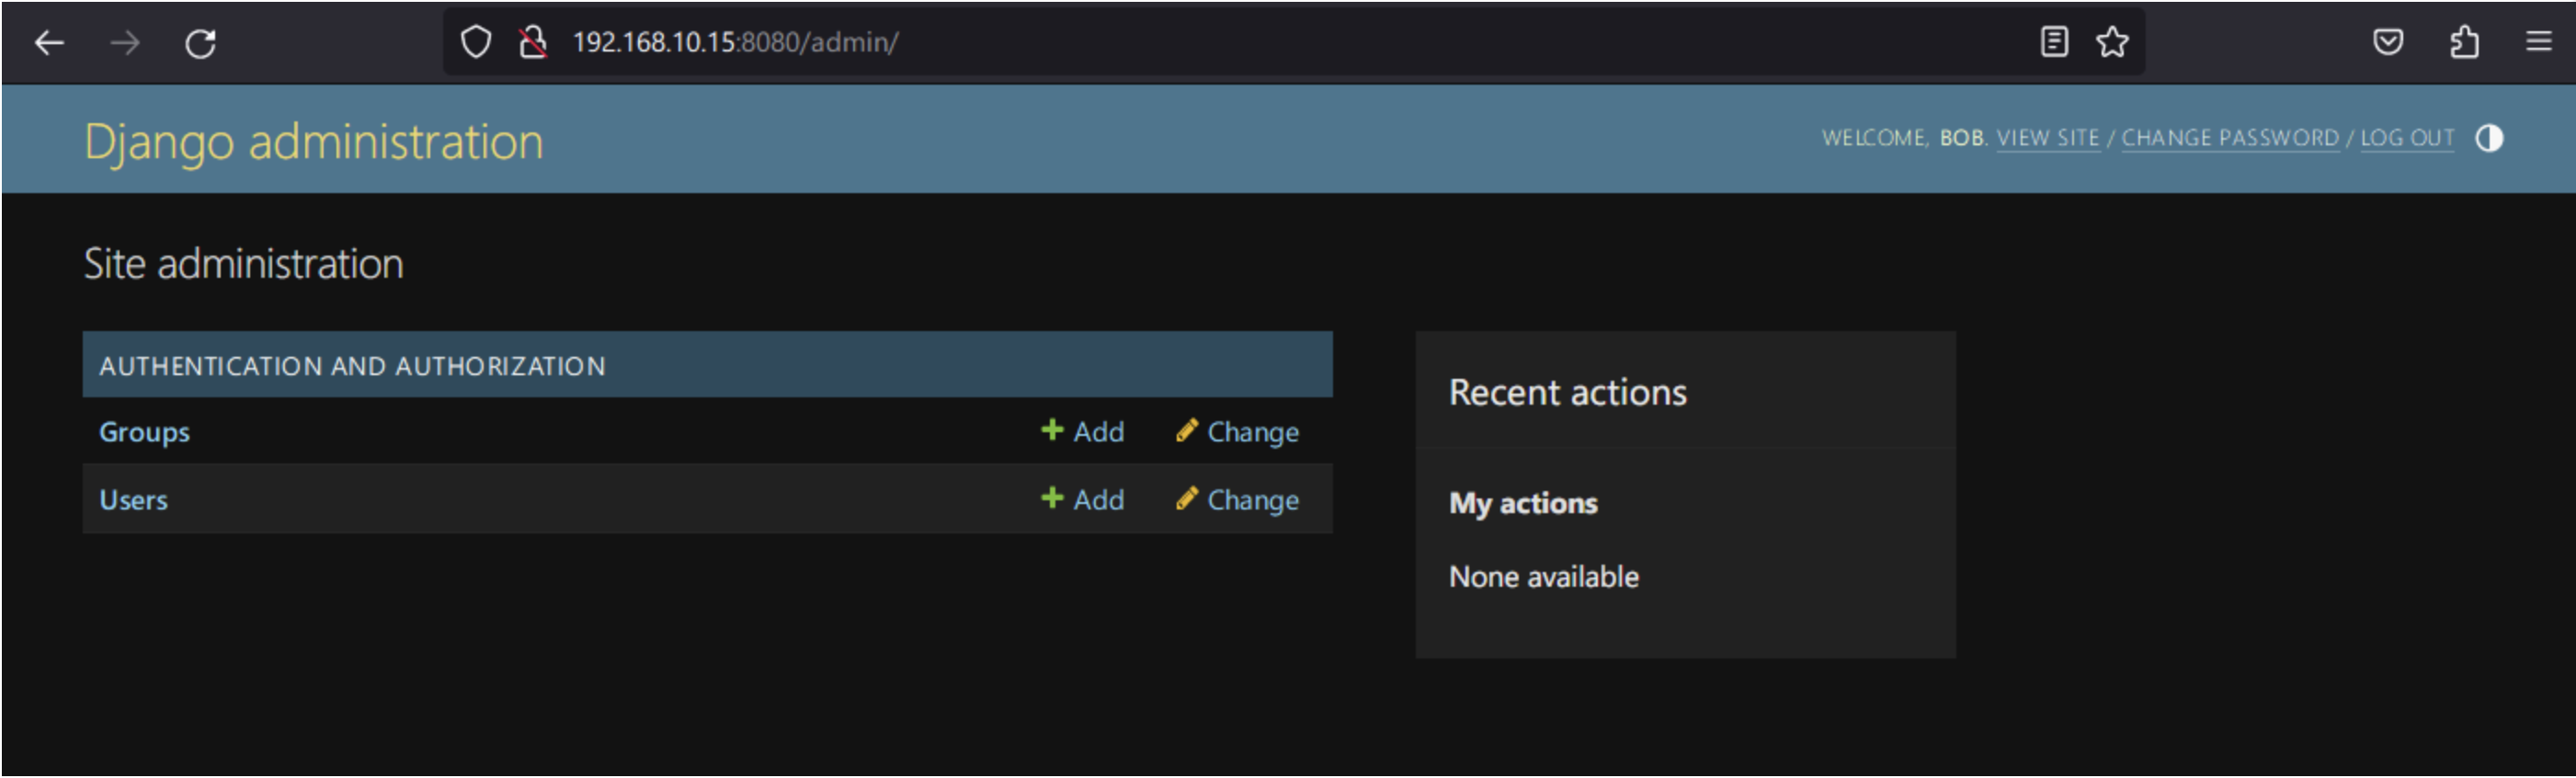 192.168.10.15:8080/admin/
Django administration
WELCOME, BOB. VIEW SITE / CHANGE PASSWORD / LOG OUT
Site administration
AUTHENTICATION AND AUTHORIZATION
Groups Add Change
Users Add Change
Recent actions
My actions
None available